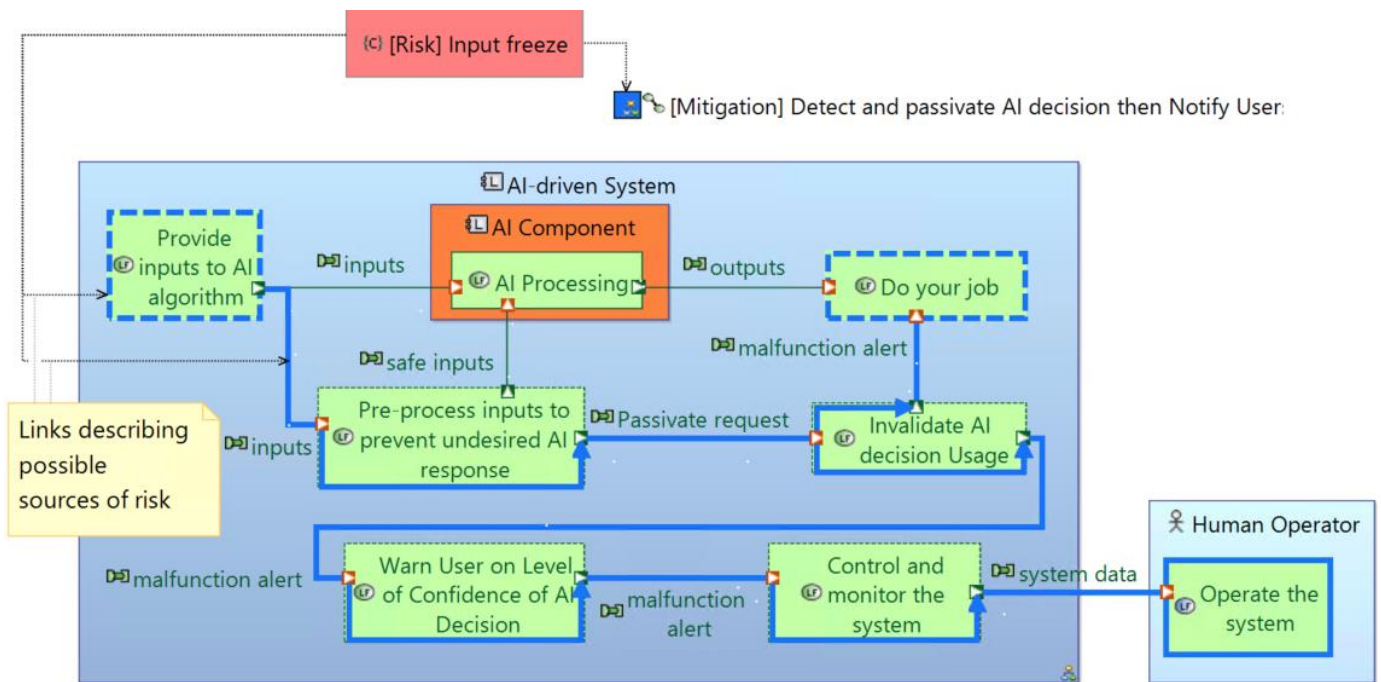 {c} [Risk] Input freeze
[Mitigation] Detect and passivate AI decision then Notify User
AI-driven System
AI Component
Provide
inputs to AI
algorithm
inputs
AI Processing
outputs
Do your job
safe inputs
malfunction alert
Links describing
possible
sources of risk
inputs
Pre-process inputs to
prevent undesired AI
response
Passivate request
Invalidate AI
decision Usage
malfunction alert
Warn User on Level
of Confidence of AI
Decision
malfunction
alert
Control and
monitor the
system
system data
Human Operator
Operate the
system